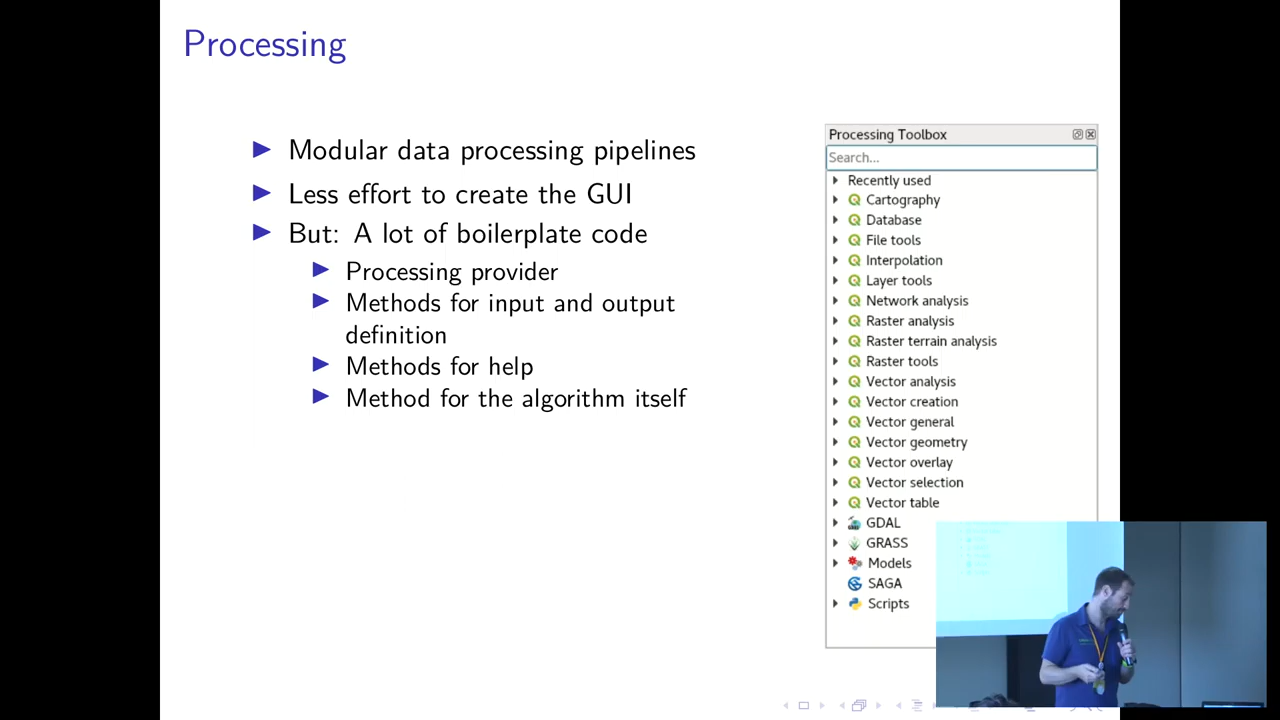 Processing
Modular data processing pipelines
Less effort to create the GUI
But: A lot of boilerplate code
Processing provider
Methods for input and output
definition
Methods for help
Method for the algorithm itself
Processing Toolbox
Search...
Recently used
Cartography
Database
File tools
Interpolation
Layer tools
Network analysis
Raster analysis
Raster terrain analysis
Raster tools
Vector analysis
Vector creation
Vector general
Vector geometry
Vector overlay
Vector selection
Vector table
GDAL
GRASS
Models
SAGA
Scripts